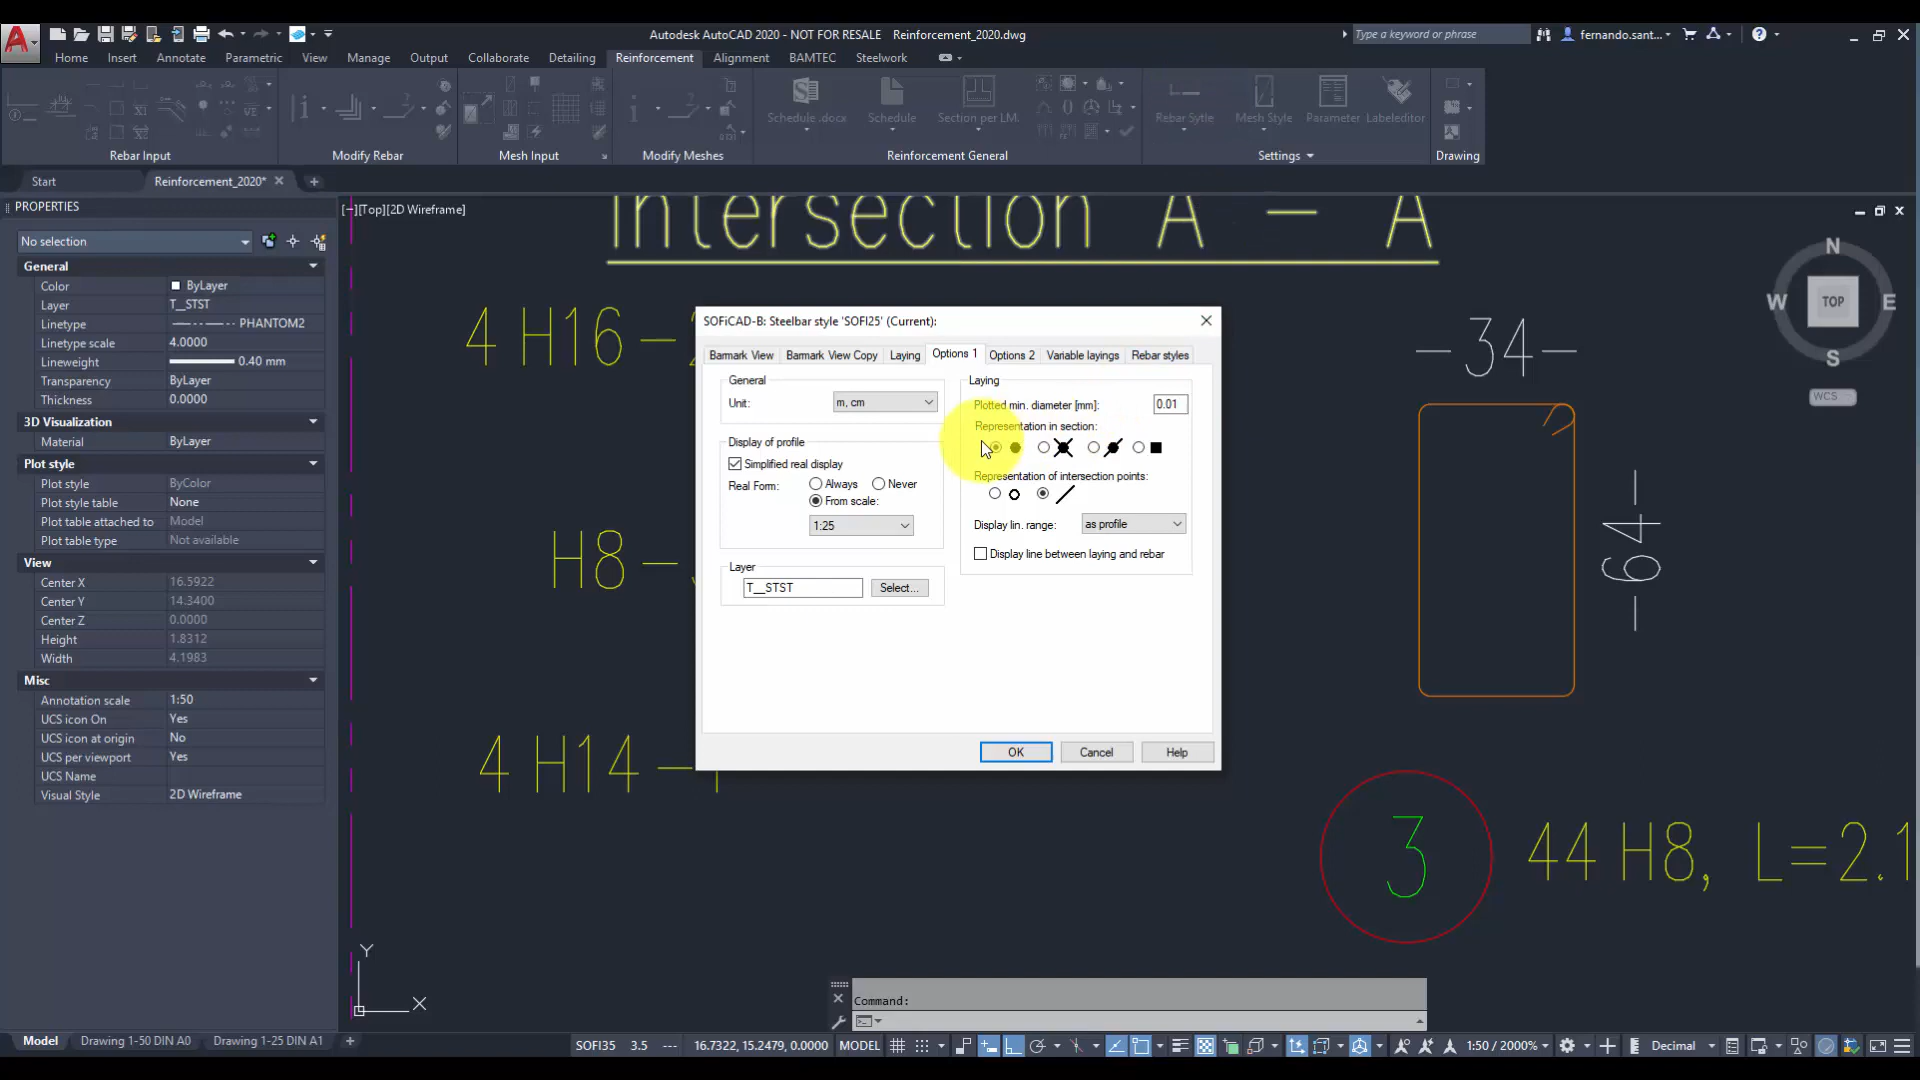 Autodesk AutoCAD 2020 - NOT FOR RESALE Reinforcement_2020.dwg
Type a keyword or phrase
fernando.sant...
Home Insert Annotate Parametric View Manage Output Collaborate Detailing Reinforcement Alignment BAMTEC Steelwork
Schedule .docx Schedule Section per LM. Rebar Sytle Mesh Style Parameter Labeleditor
Rebar Input Modify Rebar Mesh Input Modify Meshes Reinforcement General Settings Drawing
Start Reinforcement_2020*
PROPERTIES
No selection
General
Color ByLayer
Layer T__STST
Linetype PHANTOM2
Linetype scale 4.0000
Lineweight 0.40 mm
Transparency ByLayer
Thickness 0.0000
3D Visualization
Material ByLayer
Plot style
Plot style ByColor
Plot style table None
Plot table attached to Model
Plot table type Not available
View
Center X 16.5922
Center Y 14.3400
Center Z 0.0000
Height 1.8312
Width 4.1983
Misc
Annotation scale 1:50
UCS icon On Yes
UCS icon at origin No
UCS per viewport Yes
UCS Name
Visual Style 2D Wireframe
[−][Top][2D Wireframe]
Intersection A – A
4 H16 –
H8 –
4 H14 –
SOFiCAD-B: Steelbar style 'SOFI25' (Current):
Barmark View Barmark View Copy Laying Options 1 Options 2 Variable layings Rebar styles
General
Unit: m, cm
Display of profile
Simplified real display
Real Form: Always Never
From scale:
1:25
Layer
T__STST Select...
Laying
Plotted min. diameter [mm]: 0.01
Representation in section:
Representation of intersection points:
Display lin. range: as profile
Display line between laying and rebar
OK Cancel Help
N
W TOP E
S
WCS
–34–
–64–
3
44 H8, L=2.1
Y
X
Command:
Model Drawing 1-50 DIN A0 Drawing 1-25 DIN A1
SOFI35 3.5 --- 16.7322, 15.2479, 0.0000 MODEL 1:50 / 2000% Decimal